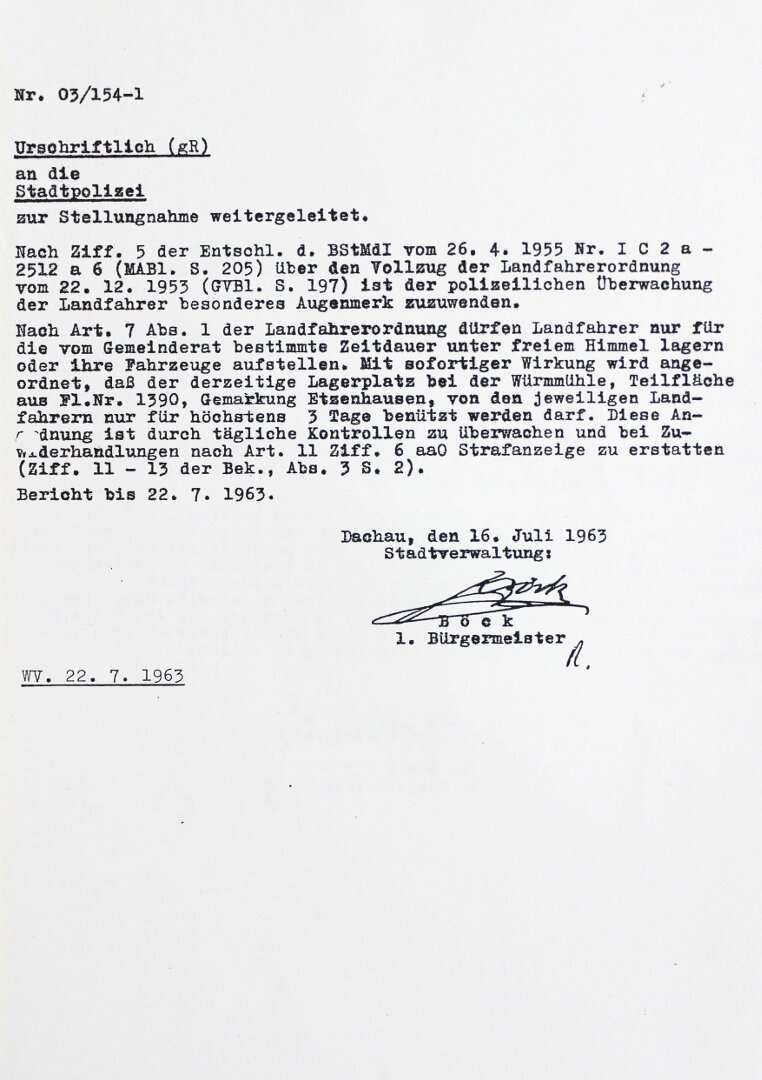 Nr. 03/154-1
Urschriftlich (gR)
an die
Stadtpolizei
zur Stellungnahme weitergeleitet.
Nach Ziff. 5 der Entschl. d. BStMdI vom 26. 4. 1955 Nr. I C 2 a -
2512 a 6 (MABl. S. 205) über den Vollzug der Landfahrerordnung
vom 22. 12. 1953 (GVBl. S. 197) ist der polizeilichen Überwachung
der Landfahrer besonderes Augenmerk zuzuwenden.
Nach Art. 7 Abs. 1 der Landfahrerordnung dürfen Landfahrer nur für
die vom Gemeinderat bestimmte Zeitdauer unter freiem Himmel lagern
oder ihre Fahrzeuge aufstellen. Mit sofortiger Wirkung wird ange-
ordnet, daß der derzeitige Lagerplatz bei der Würmmühle, Teilfläche
aus Fl.Nr. 1390, Gemarkung Etzenhausen, von den jeweiligen Land-
fahrern nur für höchstens 3 Tage benützt werden darf. Diese An-
ordnung ist durch tägliche Kontrollen zu überwachen und bei Zu-
widerhandlungen nach Art. 11 Ziff. 6 aaO Strafanzeige zu erstatten
(Ziff. 11 - 13 der Bek., Abs. 3 S. 2).
Bericht bis 22. 7. 1963.
Dachau, den 16. Juli 1963
Stadtverwaltung:
Böck
B ö c k
1. Bürgermeister
WV. 22. 7. 1963